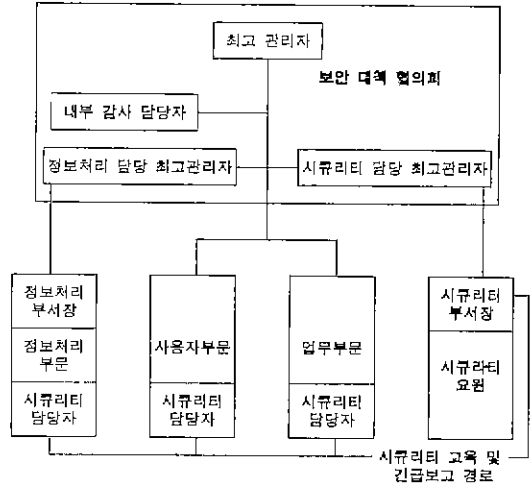 최고 관리자
보안 대책 협의회
내부 감사 담당자
정보처리 담당 최고관리자
시큐리티 담당 최고관리자
정보처리
부서장
정보처리
부문
시큐리티
담당자
사용자부문
시큐리티
담당자
업무부문
시큐리티
담당자
시큐리티
부서장
시큐리티
요원
시큐리티 교육 및
긴급보고 경로